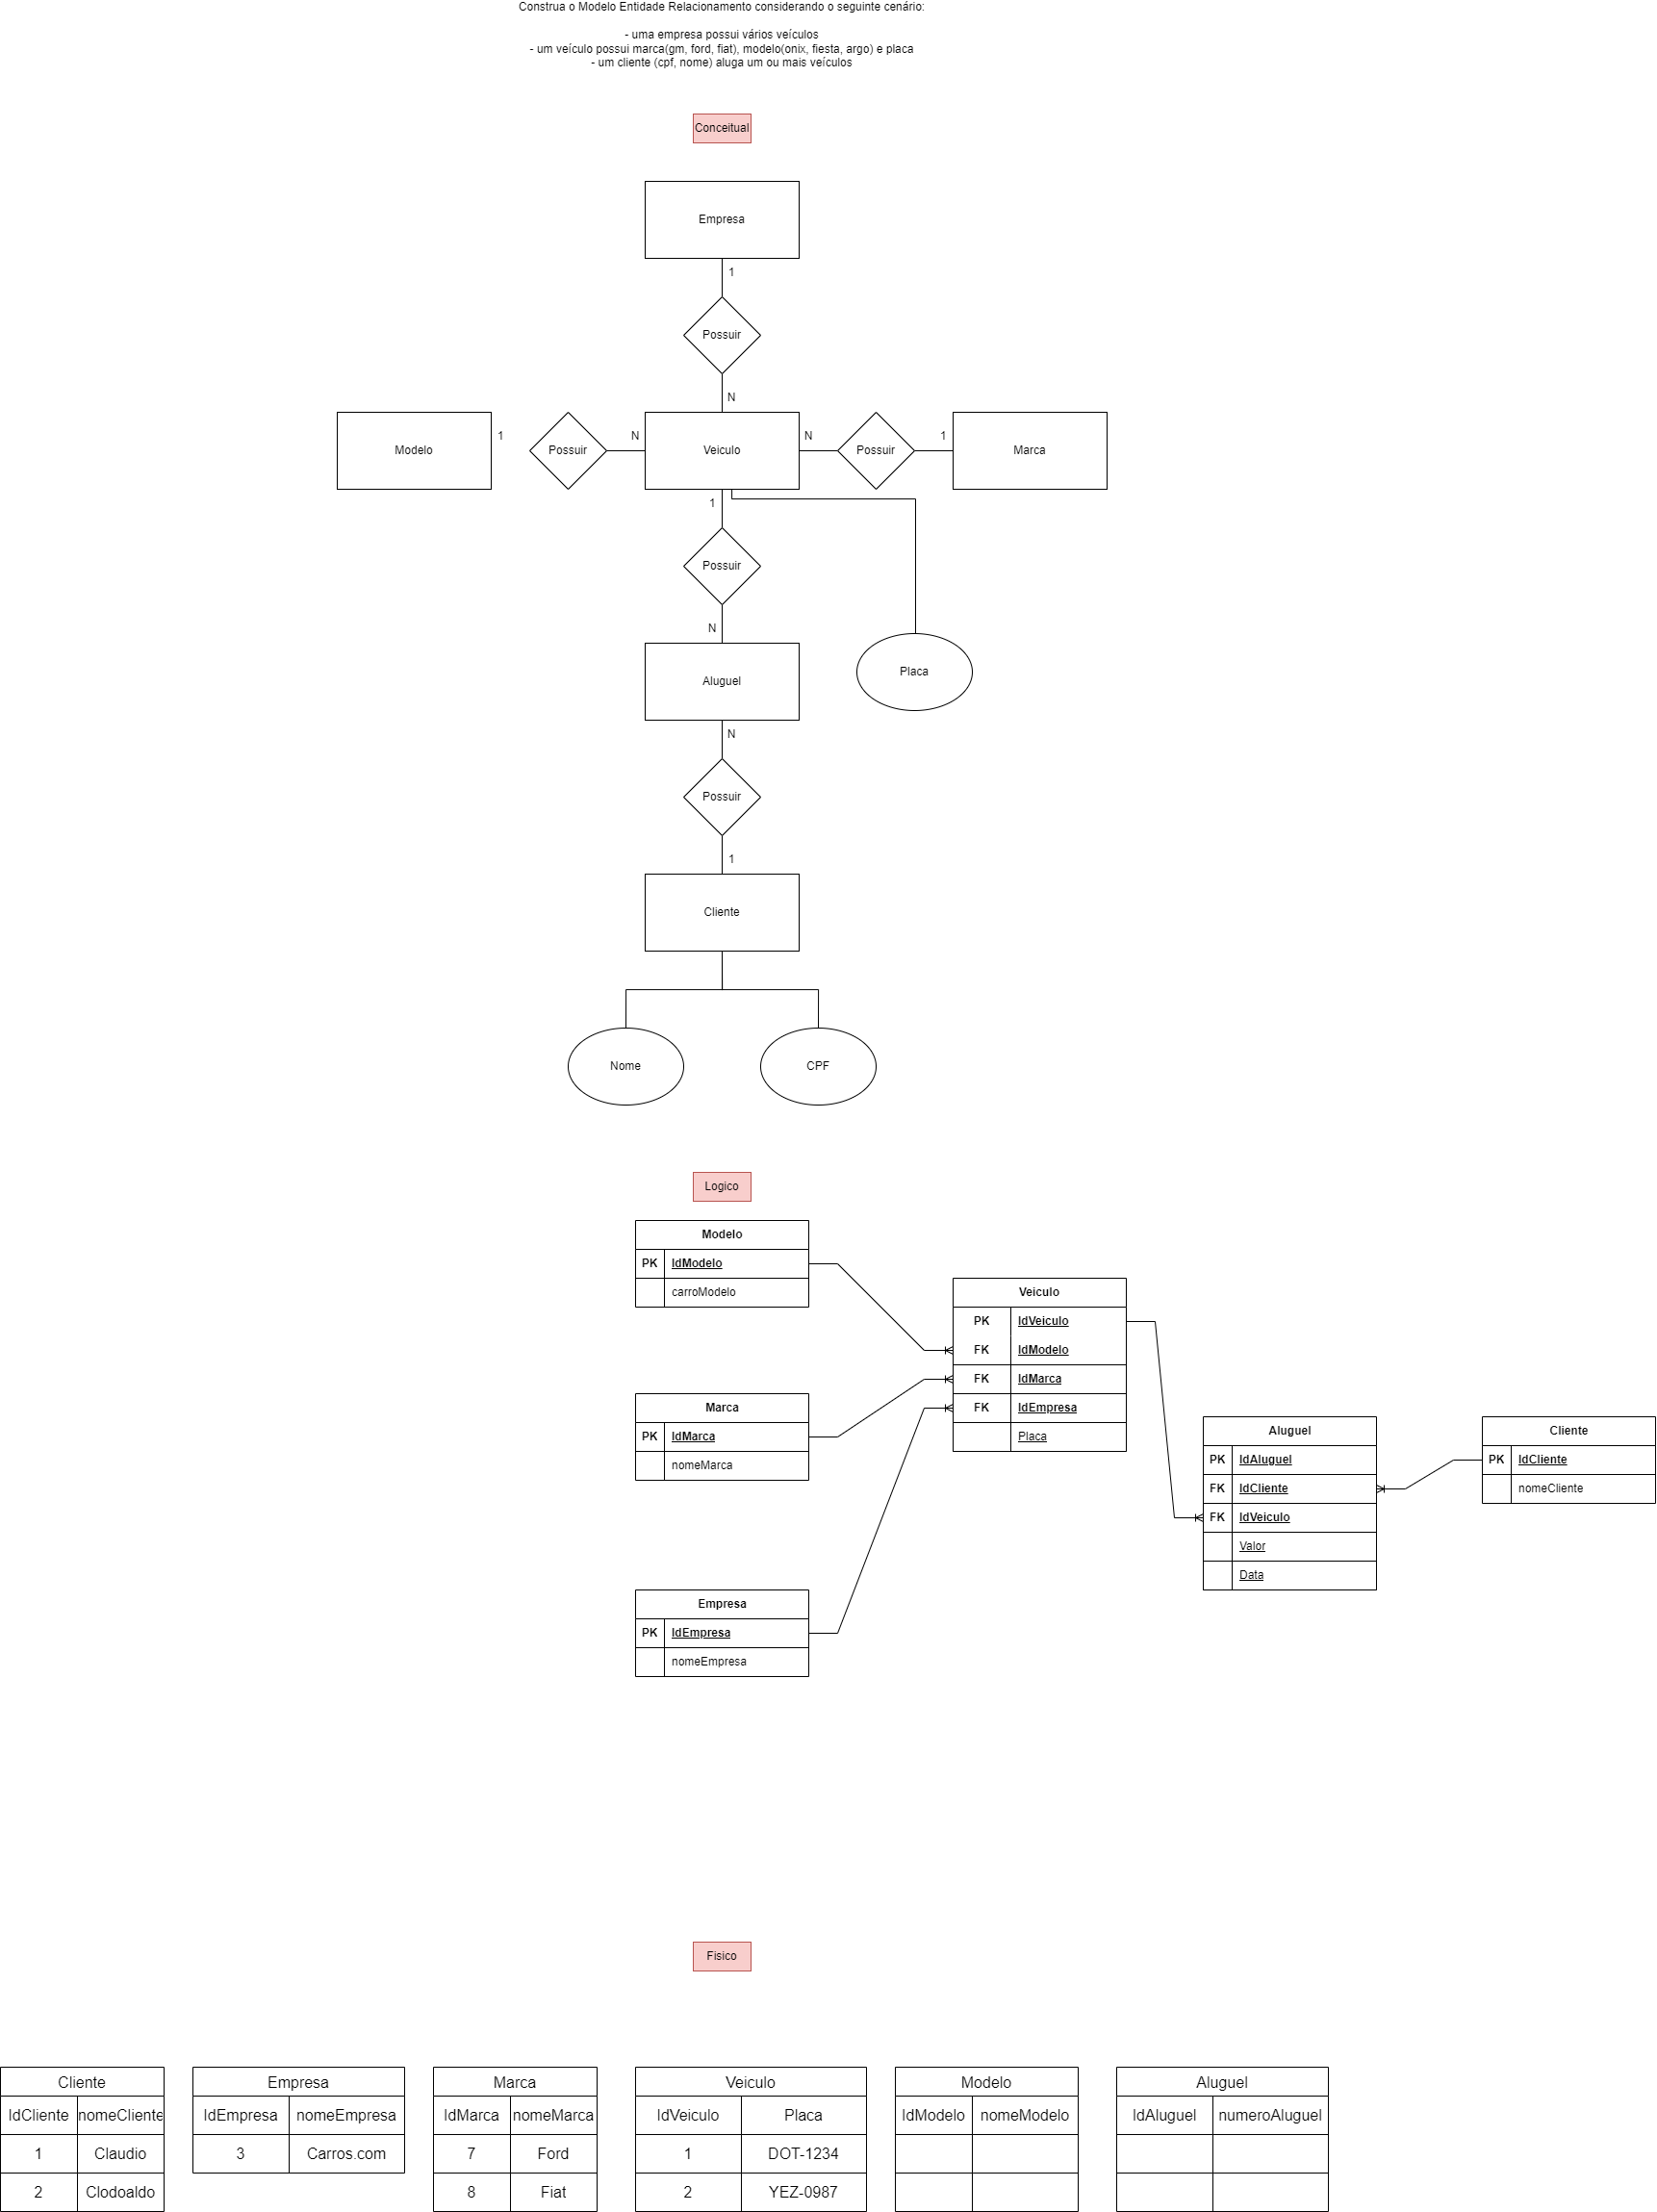 Construa o Modelo Entidade Relacionamento considerando o seguinte cenário:
- uma empresa possui vários veículos
- um veículo possui marca(gm, ford, fiat), modelo(onix, fiesta, argo) e placa
- um cliente (cpf, nome) aluga um ou mais veículos
Conceitual
Empresa
1
Possuir
N
Modelo 1 Possuir N Veiculo N Possuir 1 Marca
1
Possuir
N
Aluguel
Placa
N
Possuir
1
Cliente
Nome
CPF
Logico
Modelo
PK IdModelo
carroModelo
Marca
PK IdMarca
nomeMarca
Empresa
PK IdEmpresa
nomeEmpresa
Veiculo
PK IdVeiculo
FK IdModelo
FK IdMarca
FK IdEmpresa
Placa
Aluguel
PK IdAluguel
FK IdCliente
FK IdVeiculo
Valor
Data
Cliente
PK IdCliente
nomeCliente
Fisico
Cliente
IdCliente nomeCliente
1 Claudio
2 Clodoaldo
Empresa
IdEmpresa nomeEmpresa
3 Carros.com
Marca
IdMarca nomeMarca
7 Ford
8 Fiat
Veiculo
IdVeiculo Placa
1 DOT-1234
2 YEZ-0987
Modelo
IdModelo nomeModelo
Aluguel
IdAluguel numeroAluguel